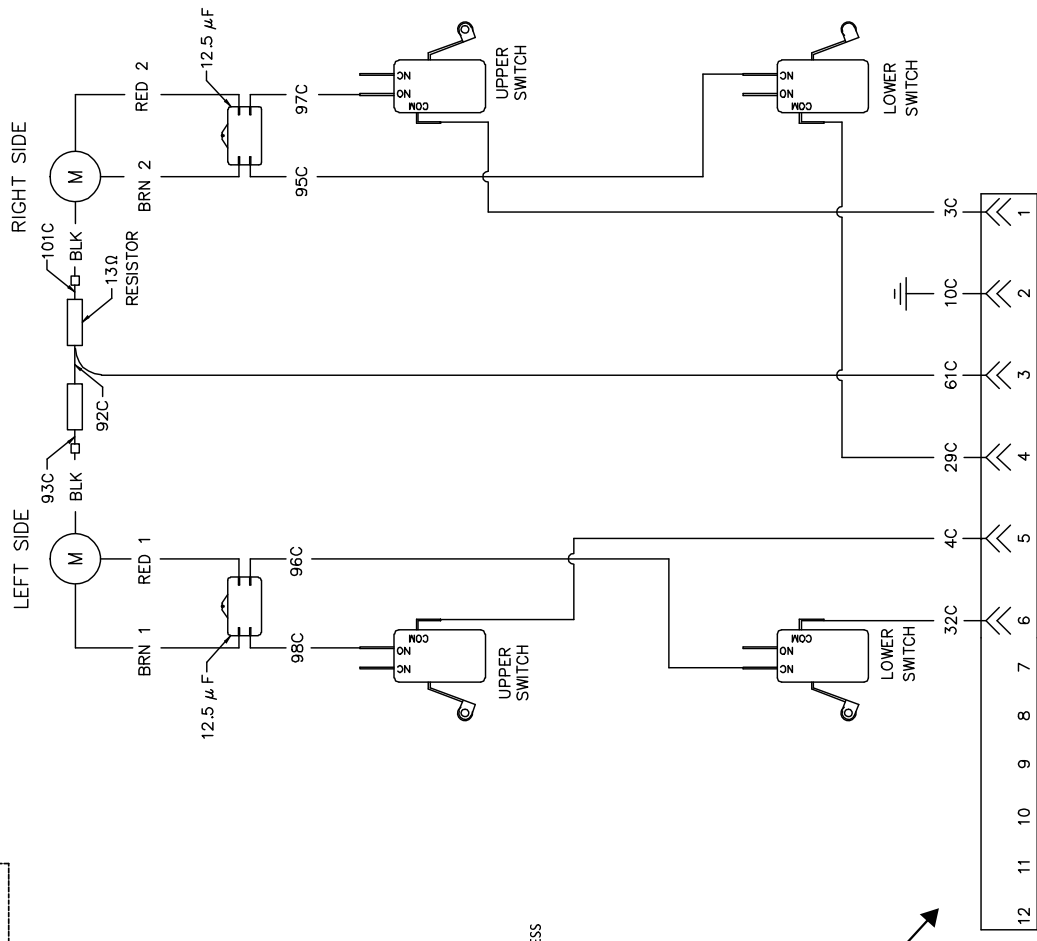 RIGHT SIDE
LEFT SIDE
M
RED 2
BRN 2
12.5 µF
BLK
101C
13Ω
RESISTOR
92C
93C
BLK
M
RED 1
BRN 1
12.5 µF
97C
95C
96C
98C
NC
NO
COM
UPPER
SWITCH
COM
NO
NC
UPPER
SWITCH
NC
NO
COM
LOWER
SWITCH
COM
NO
NC
LOWER
SWITCH
ESS
3C
10C
61C
29C
4C
32C
1
2
3
4
5
6
7
8
9
10
11
12